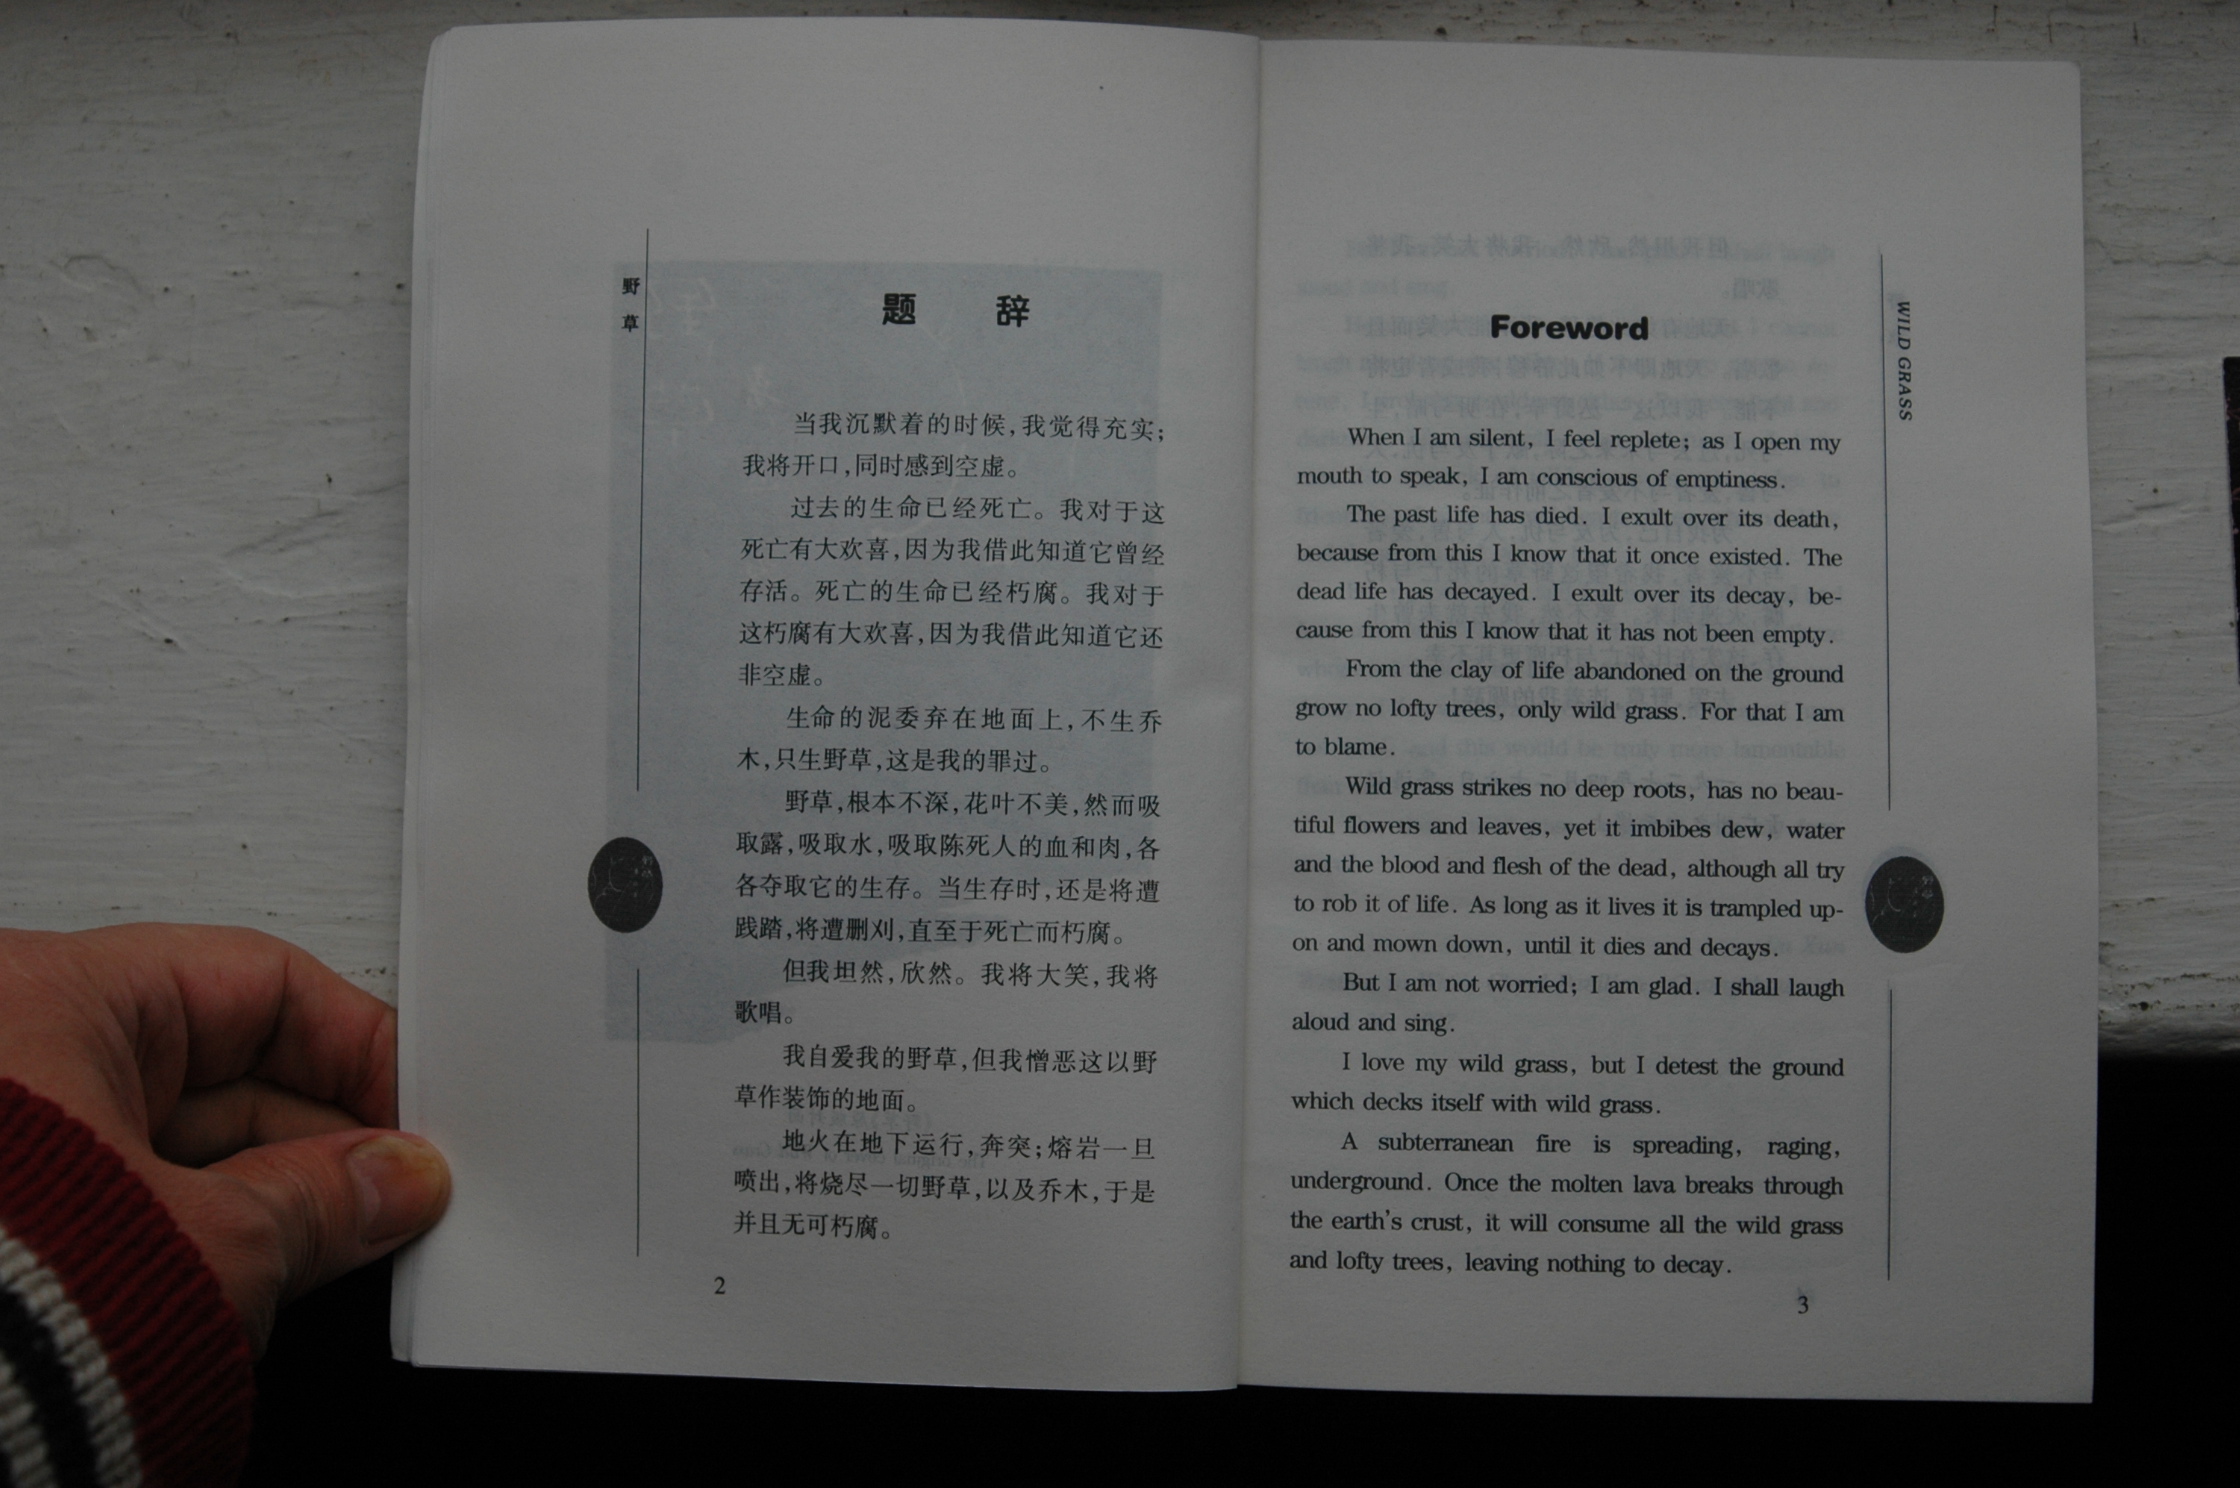 野草
题 辞
当我沉默着的时候,我觉得充实;
我将开口,同时感到空虚。
过去的生命已经死亡。我对于这
死亡有大欢喜,因为我借此知道它曾经
存活。死亡的生命已经朽腐。我对于
这朽腐有大欢喜,因为我借此知道它还
非空虚。
生命的泥委弃在地面上,不生乔
木,只生野草,这是我的罪过。
野草,根本不深,花叶不美,然而吸
取露,吸取水,吸取陈死人的血和肉,各
各夺取它的生存。当生存时,还是将遭
践踏,将遭删刈,直至于死亡而朽腐。
但我坦然,欣然。我将大笑,我将
歌唱。
我自爱我的野草,但我憎恶这以野
草作装饰的地面。
地火在地下运行,奔突;熔岩一旦
喷出,将烧尽一切野草,以及乔木,于是
并且无可朽腐。
2
WILD GRASS
Foreword
When I am silent, I feel replete; as I open my
mouth to speak, I am conscious of emptiness.
The past life has died. I exult over its death,
because from this I know that it once existed. The
dead life has decayed. I exult over its decay, be-
cause from this I know that it has not been empty.
From the clay of life abandoned on the ground
grow no lofty trees, only wild grass. For that I am
to blame.
Wild grass strikes no deep roots, has no beau-
tiful flowers and leaves, yet it imbibes dew, water
and the blood and flesh of the dead, although all try
to rob it of life. As long as it lives it is trampled up-
on and mown down, until it dies and decays.
But I am not worried; I am glad. I shall laugh
aloud and sing.
I love my wild grass, but I detest the ground
which decks itself with wild grass.
A subterranean fire is spreading, raging,
underground. Once the molten lava breaks through
the earth's crust, it will consume all the wild grass
and lofty trees, leaving nothing to decay.
3